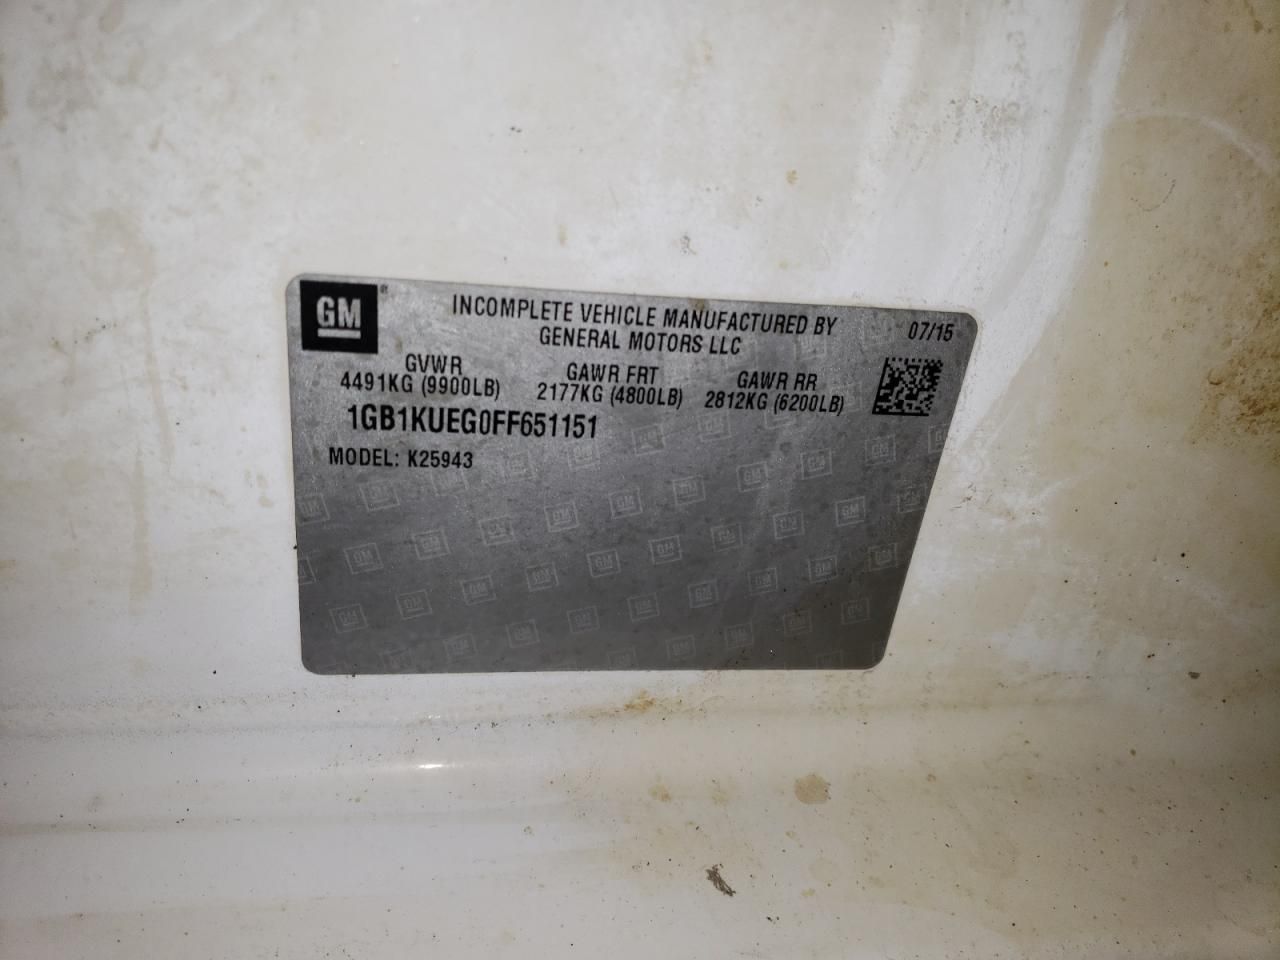 GM®
INCOMPLETE VEHICLE MANUFACTURED BY
GENERAL MOTORS LLC
07/15
GVWR
4491KG (9900LB)
GAWR FRT
2177KG (4800LB)
GAWR RR
2812KG (6200LB)
1GB1KUEG0FF651151
MODEL: K25943